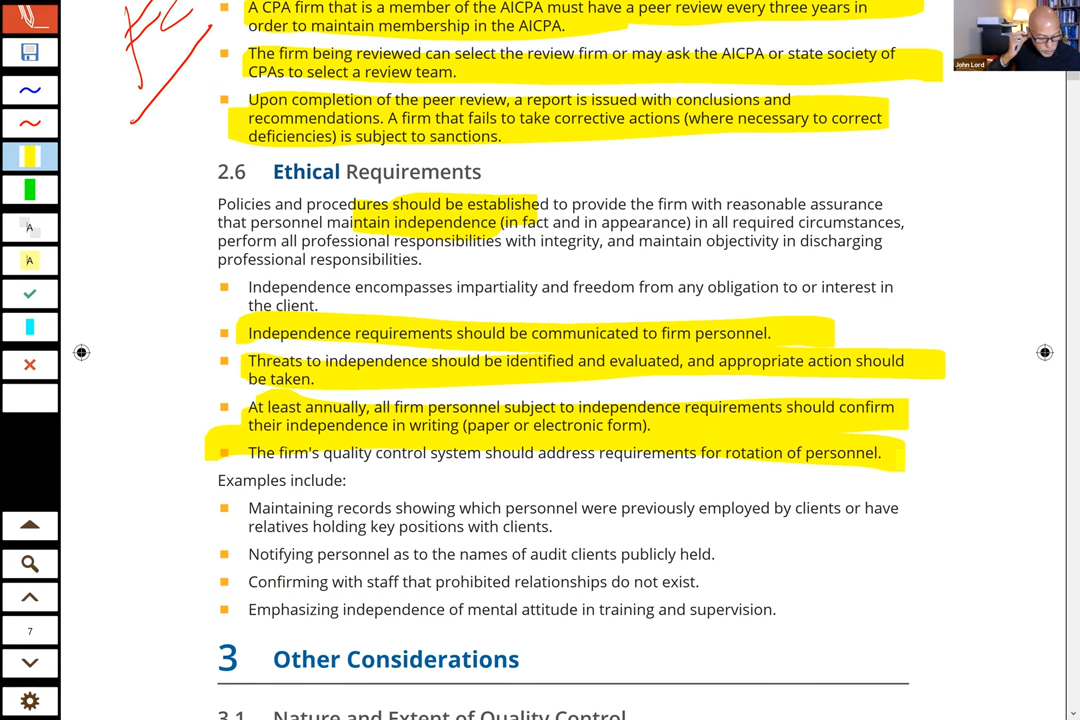 A CPA firm that is a member of the AICPA must have a peer review every three years in
order to maintain membership in the AICPA.
The firm being reviewed can select the review firm or may ask the AICPA or state society of
CPAs to select a review team.
Upon completion of the peer review, a report is issued with conclusions and
recommendations. A firm that fails to take corrective actions (where necessary to correct
deficiencies) is subject to sanctions.
2.6 Ethical Requirements
Policies and procedures should be established to provide the firm with reasonable assurance
that personnel maintain independence (in fact and in appearance) in all required circumstances,
perform all professional responsibilities with integrity, and maintain objectivity in discharging
professional responsibilities.
Independence encompasses impartiality and freedom from any obligation to or interest in
the client.
Independence requirements should be communicated to firm personnel.
Threats to independence should be identified and evaluated, and appropriate action should
be taken.
At least annually, all firm personnel subject to independence requirements should confirm
their independence in writing (paper or electronic form).
The firm's quality control system should address requirements for rotation of personnel.
Examples include:
Maintaining records showing which personnel were previously employed by clients or have
relatives holding key positions with clients.
Notifying personnel as to the names of audit clients publicly held.
Confirming with staff that prohibited relationships do not exist.
Emphasizing independence of mental attitude in training and supervision.
3 Other Considerations
3.1 Nature and Extent of Quality Control
John Lord
A
A
7